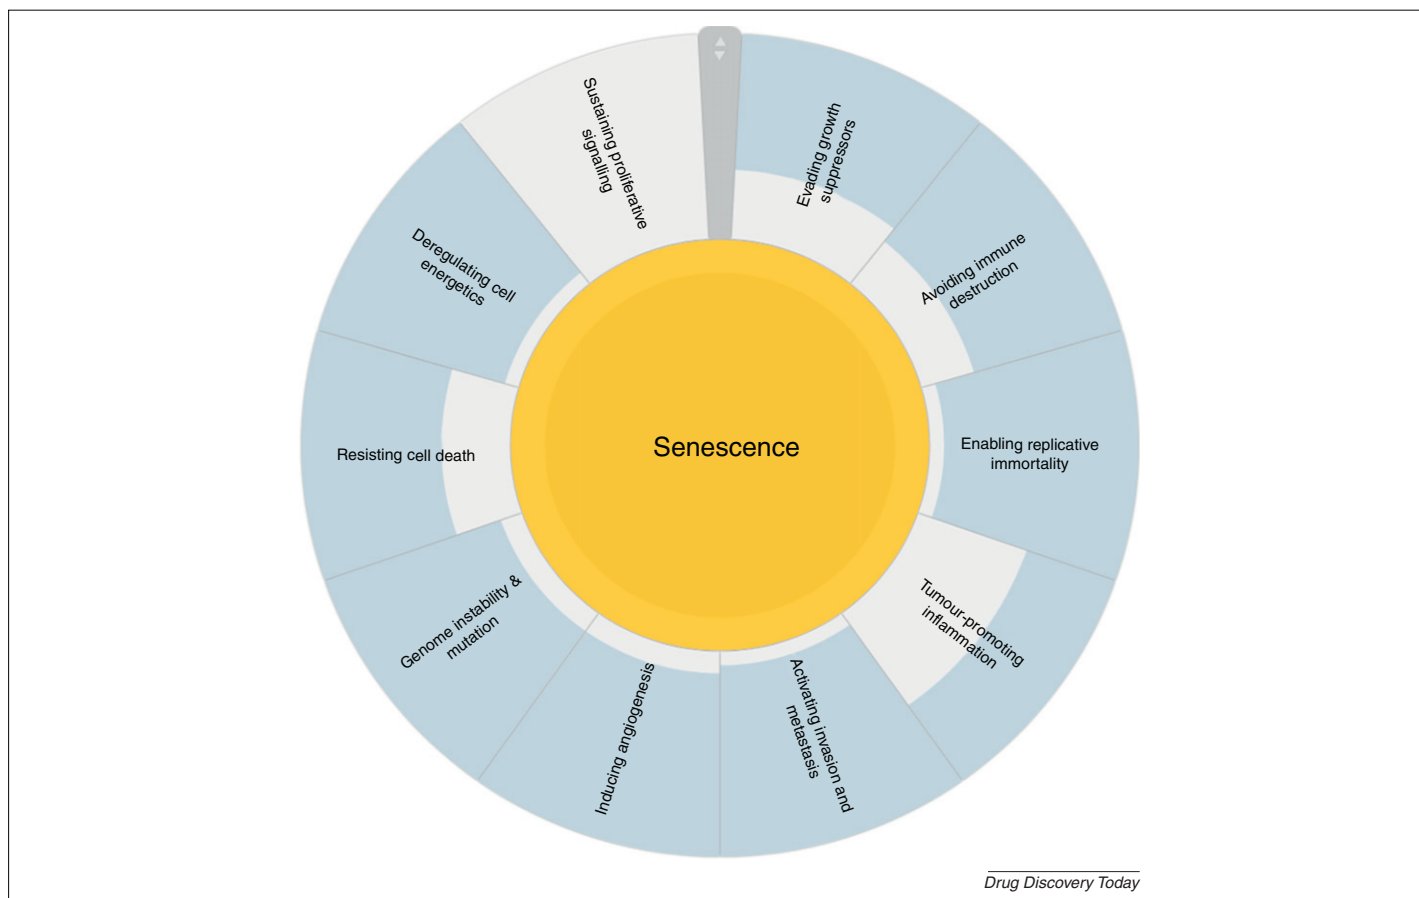 Sustaining proliferative
signalling
Evading growth
suppressors
Avoiding immune
destruction
Enabling replicative
immortality
Tumour-promoting
inflammation
Activating invasion and
metastasis
Inducing angiogenesis
Genome instability &
mutation
Resisting cell death
Deregulating cell
energetics
Senescence
Drug Discovery Today